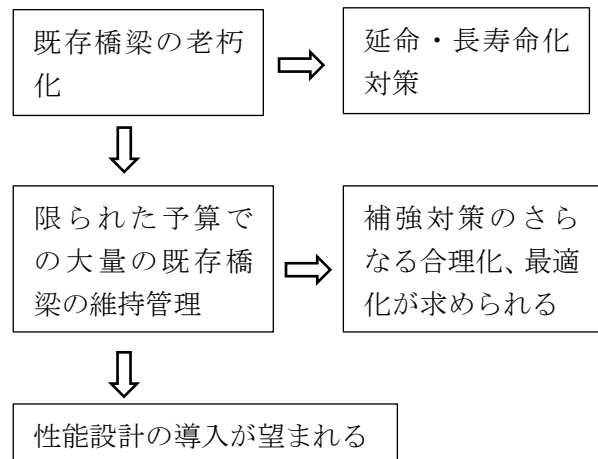 既存橋梁の老朽
化
延命・長寿命化
対策
限られた予算で
の大量の既存橋
梁の維持管理
補強対策のさら
なる合理化、最適
化が求められる
性能設計の導入が望まれる